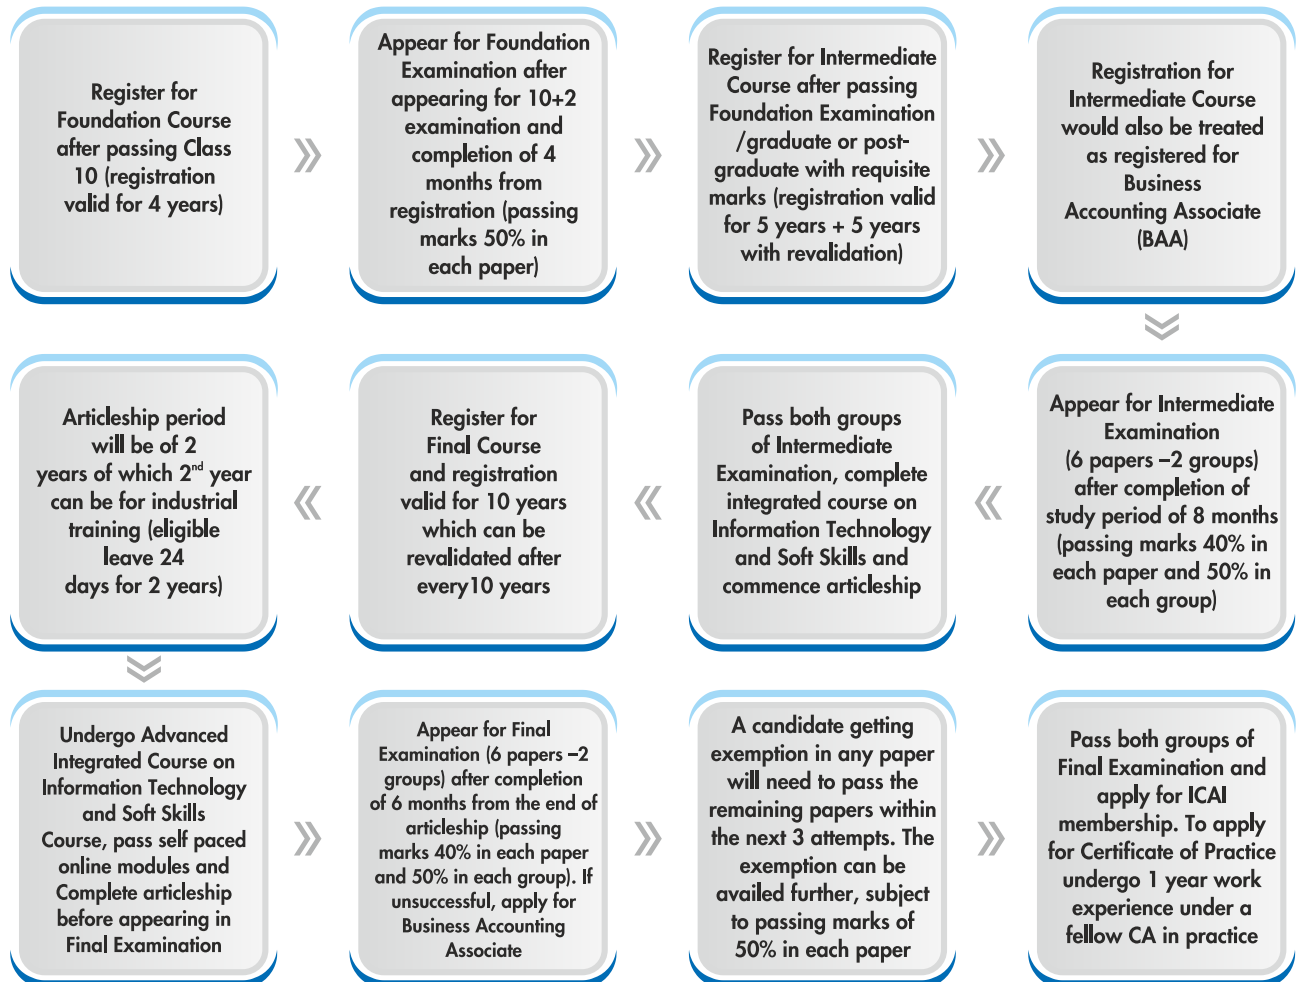 Register for
Foundation Course
after passing Class
10 (registration
valid for 4 years)
Appear for Foundation
Examination after
appearing for 10+2
examination and
completion of 4
months from
registration (passing
marks 50% in
each paper)
Register for Intermediate
Course after passing
Foundation Examination
/graduate or post-
graduate with requisite
marks (registration valid
for 5 years + 5 years
with revalidation)
Registration for
Intermediate Course
would also be treated
as registered for
Business
Accounting Associate
(BAA)
Appear for Intermediate
Examination
(6 papers –2 groups)
after completion of
study period of 8 months
(passing marks 40% in
each paper and 50% in
each group)
Pass both groups
of Intermediate
Examination, complete
integrated course on
Information Technology
and Soft Skills and
commence articleship
Register for
Final Course
and registration
valid for 10 years
which can be
revalidated after
every10 years
Articleship period
will be of 2
years of which 2nd year
can be for industrial
training (eligible
leave 24
days for 2 years)
Undergo Advanced
Integrated Course on
Information Technology
and Soft Skills
Course, pass self paced
online modules and
Complete articleship
before appearing in
Final Examination
Appear for Final
Examination (6 papers –2
groups) after completion
of 6 months from the end of
articleship (passing
marks 40% in each paper
and 50% in each group). If
unsuccessful, apply for
Business Accounting
Associate
A candidate getting
exemption in any paper
will need to pass the
remaining papers within
the next 3 attempts. The
exemption can be
availed further, subject
to passing marks of
50% in each paper
Pass both groups of
Final Examination and
apply for ICAI
membership. To apply
for Certificate of Practice
undergo 1 year work
experience under a
fellow CA in practice